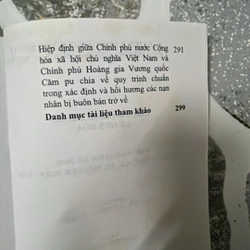 Hiệp định giữa Chính phủ nước Cộng 291
hòa xã hội chủ nghĩa Việt Nam và
Chính phủ Hoàng gia Vương quốc
Căm pu chia về quy trình chuẩn
trong xác định và hồi hương các nạn
nhân bị buôn bán trở về
Danh mục tài liệu tham khảo 299